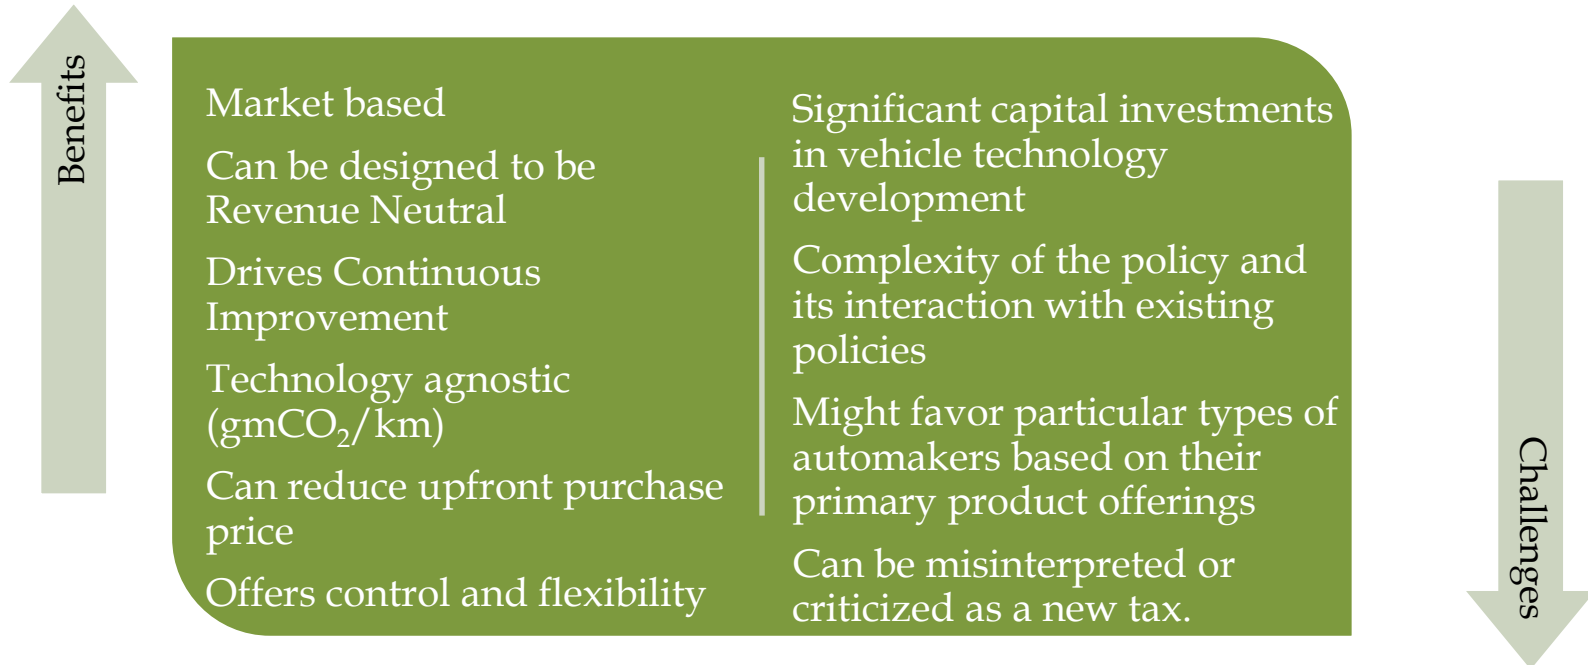 Benefits
Market based
Can be designed to be
Revenue Neutral
Drives Continuous
Improvement
Technology agnostic
(gmCO₂/km)
Can reduce upfront purchase
price
Offers control and flexibility
Significant capital investments
in vehicle technology
development
Complexity of the policy and
its interaction with existing
policies
Might favor particular types of
automakers based on their
primary product offerings
Can be misinterpreted or
criticized as a new tax.
Challenges